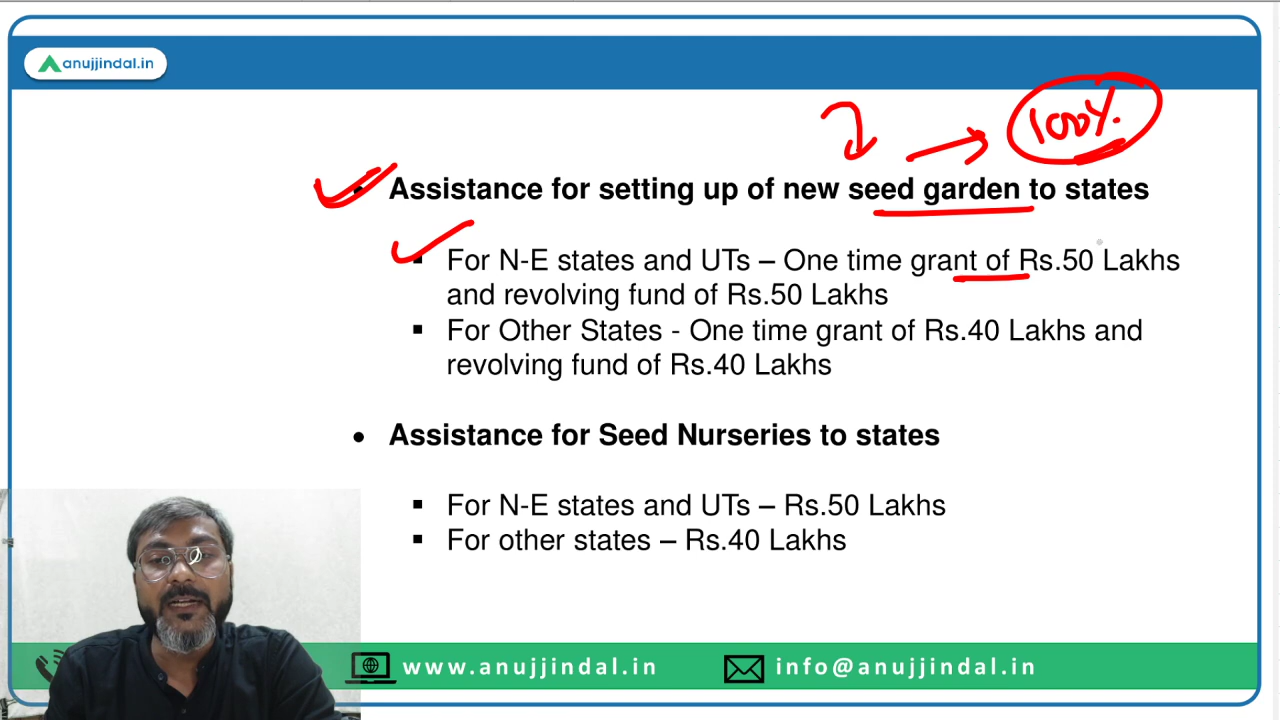 anujjindal.in
100%.
Assistance for setting up of new seed garden to states
For N-E states and UTs – One time grant of Rs.50 Lakhs
and revolving fund of Rs.50 Lakhs
For Other States - One time grant of Rs.40 Lakhs and
revolving fund of Rs.40 Lakhs
Assistance for Seed Nurseries to states
For N-E states and UTs – Rs.50 Lakhs
For other states – Rs.40 Lakhs
www.anujjindal.in
info@anujjindal.in